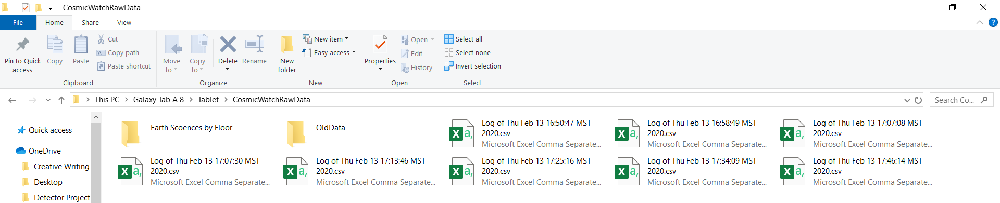 CosmicWatchRawData
File Home Share View
Pin to Quick access
Copy
Paste
Cut
Copy path
Paste shortcut
Clipboard
Move to
Copy to
Delete
Rename
Organize
New folder
New item
Easy access
New
Properties
Open
Edit
History
Open
Select all
Select none
Invert selection
Select
This PC > Galaxy Tab A 8 > Tablet > CosmicWatchRawData
Search Co...
Quick access
OneDrive
Creative Writing
Desktop
Detector Project
Earth Scoences by Floor
OldData
Log of Thu Feb 13 16:50:47 MST
2020.csv
Microsoft Excel Comma Separate...
Log of Thu Feb 13 16:58:49 MST
2020.csv
Microsoft Excel Comma Separate...
Log of Thu Feb 13 17:07:08 MST
2020.csv
Microsoft Excel Comma Separate...
Log of Thu Feb 13 17:07:30 MST
2020.csv
Microsoft Excel Comma Separate...
Log of Thu Feb 13 17:13:46 MST
2020.csv
Microsoft Excel Comma Separate...
Log of Thu Feb 13 17:25:16 MST
2020.csv
Microsoft Excel Comma Separate...
Log of Thu Feb 13 17:34:09 MST
2020.csv
Microsoft Excel Comma Separate...
Log of Thu Feb 13 17:46:14 MST
2020.csv
Microsoft Excel Comma Separate...